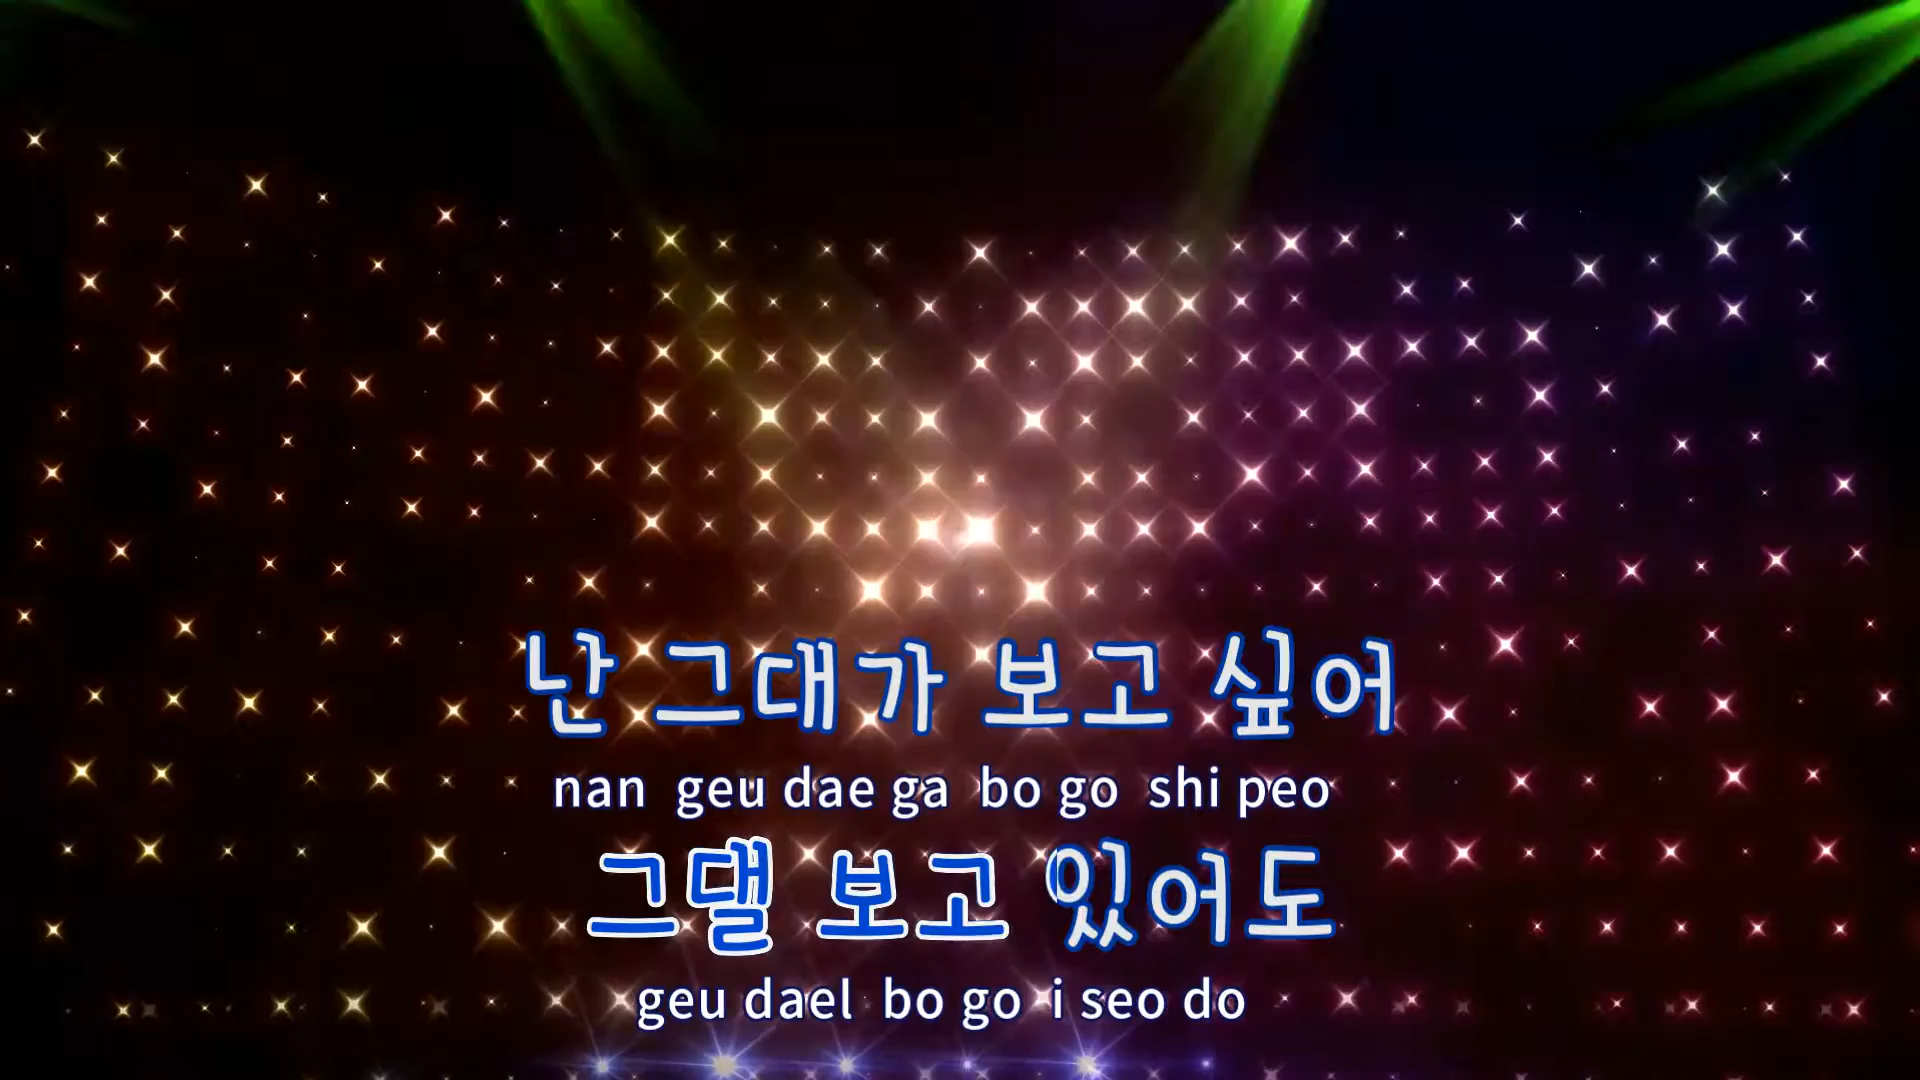 난 그대가 보고 싶어
nan geu dae ga bo go shi peo
그댈 보고 있어도
geu dael bo go i seo do